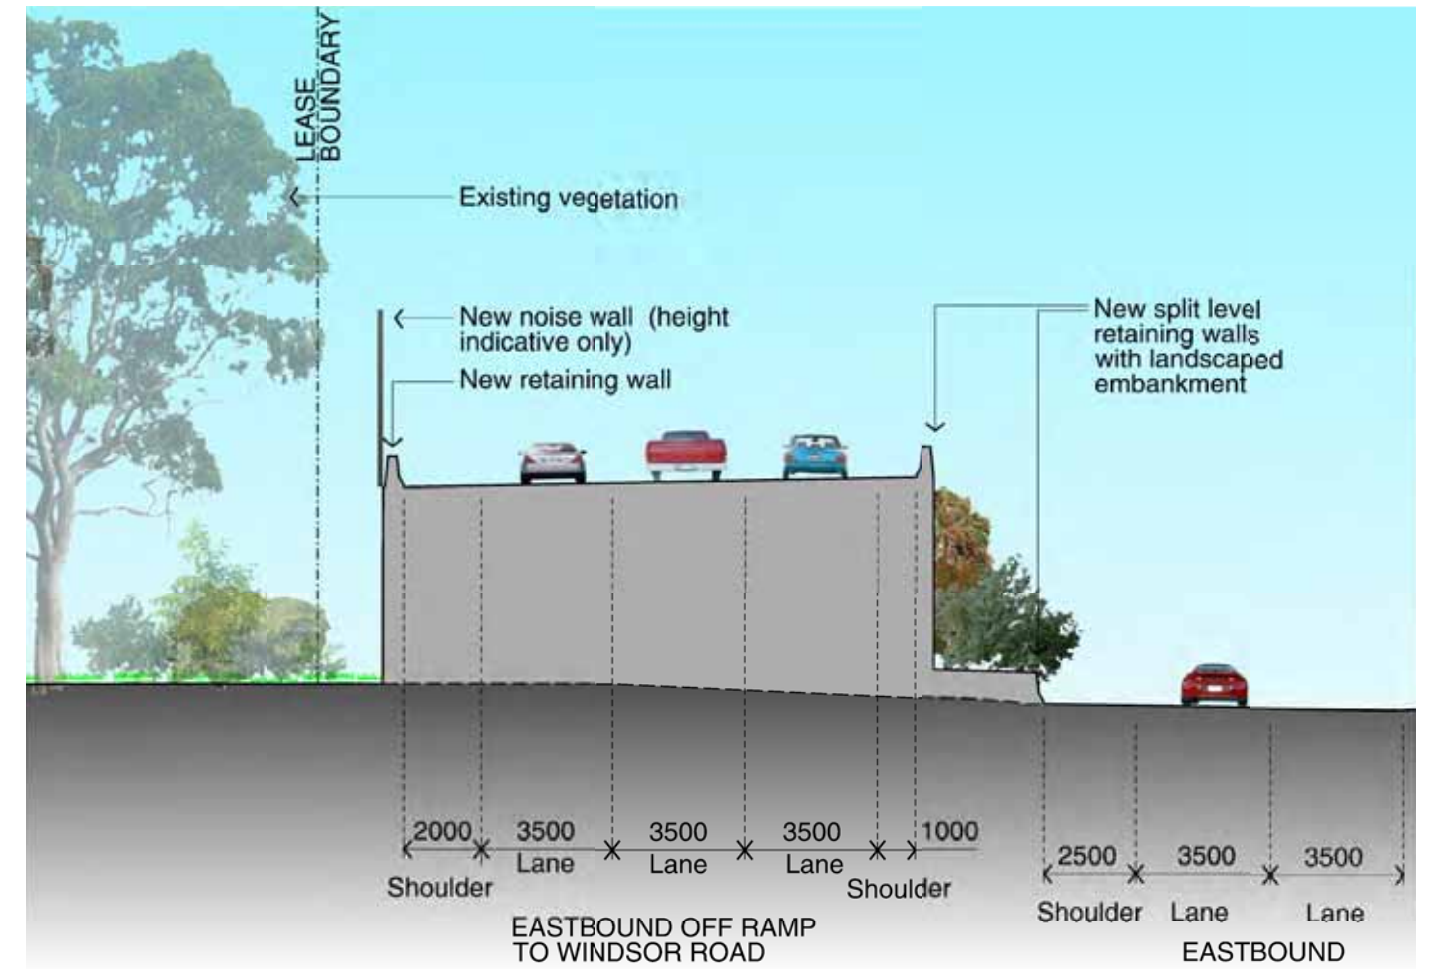 LEASE
BOUNDARY
Existing vegetation
New noise wall (height
indicative only)
New retaining wall
New split level
retaining walls
with landscaped
embankment
2000
3500
3500
3500
1000
Lane
Lane
Lane
Shoulder
Shoulder
EASTBOUND OFF RAMP
TO WINDSOR ROAD
2500
3500
3500
Shoulder
Lane
Lane
EASTBOUND